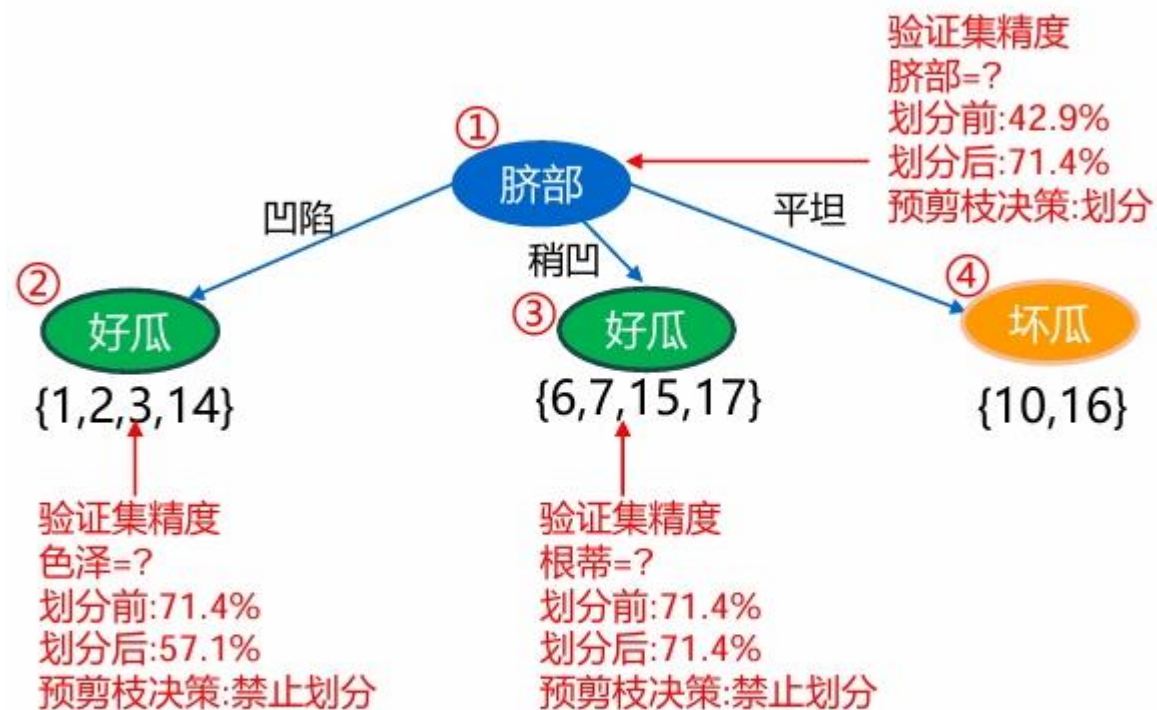 验证集精度
脐部=?
划分前:42.9%
划分后:71.4%
预剪枝决策:划分
①
脐部
凹陷
稍凹
平坦
②
好瓜
{1,2,3,14}
③
好瓜
{6,7,15,17}
④
坏瓜
{10,16}
验证集精度
色泽=?
划分前:71.4%
划分后:57.1%
预剪枝决策:禁止划分
验证集精度
根蒂=?
划分前:71.4%
划分后:71.4%
预剪枝决策:禁止划分